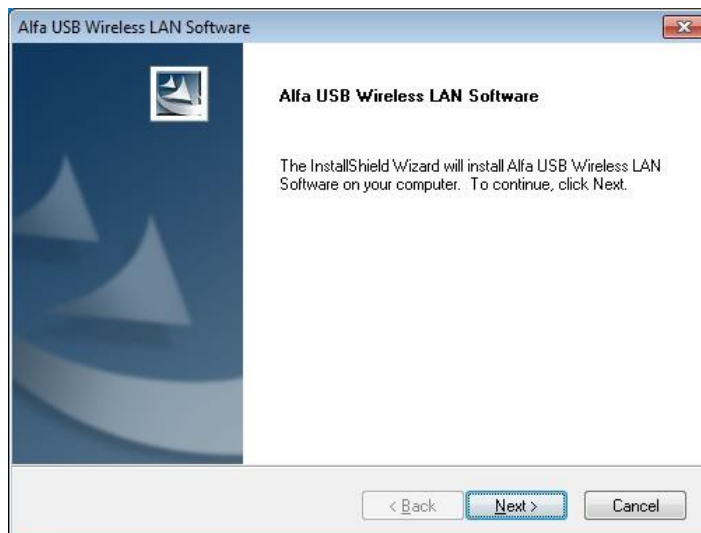 Alfa USB Wireless LAN Software
Alfa USB Wireless LAN Software
The InstallShield Wizard will install Alfa USB Wireless LAN
Software on your computer.  To continue, click Next.
< Back
Next >
Cancel